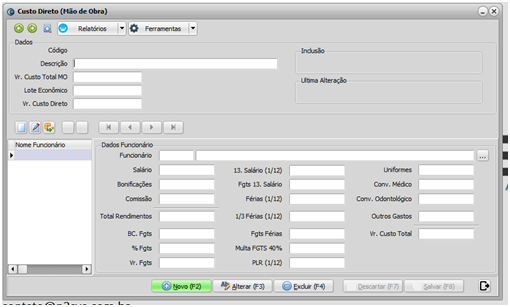 Custo Direto (Mão de Obra)
Relatórios Ferramentas
Dados
Código
Descrição
Vr. Custo Total MO
Lote Econômico
Vr. Custo Direto
Inclusão
Ultima Alteração
Nome Funcionário
Dados Funcionário
Funcionário
...
Salário 13. Salário (1/12) Uniformes
Bonificações Fgts 13. Salário Conv. Médico
Comissão Férias (1/12) Conv. Odontológico
Total Rendimentos 1/3 Férias (1/12) Outros Gastos
BC. Fgts Fgts Férias Vr. Custo Total
% Fgts Multa FGTS 40%
Vr. Fgts PLR (1/12)
Novo (F2) Alterar (F3) Excluir (F4) Descartar (F7) Salvar (F8)